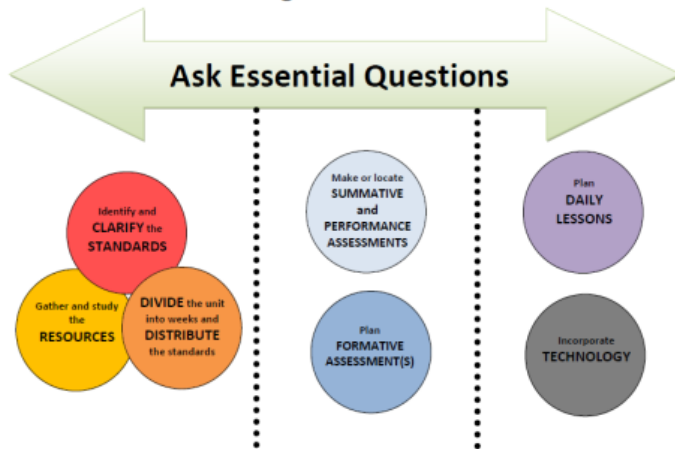 Ask Essential Questions
Identify and
CLARIFY the
STANDARDS
Gather and study
the
RESOURCES
DIVIDE the unit
into weeks and
DISTRIBUTE
the standards
Make or locate
SUMMATIVE
and
PERFORMANCE
ASSESSMENTS
Plan
FORMATIVE
ASSESSMENT(S)
Plan
DAILY
LESSONS
Incorporate
TECHNOLOGY